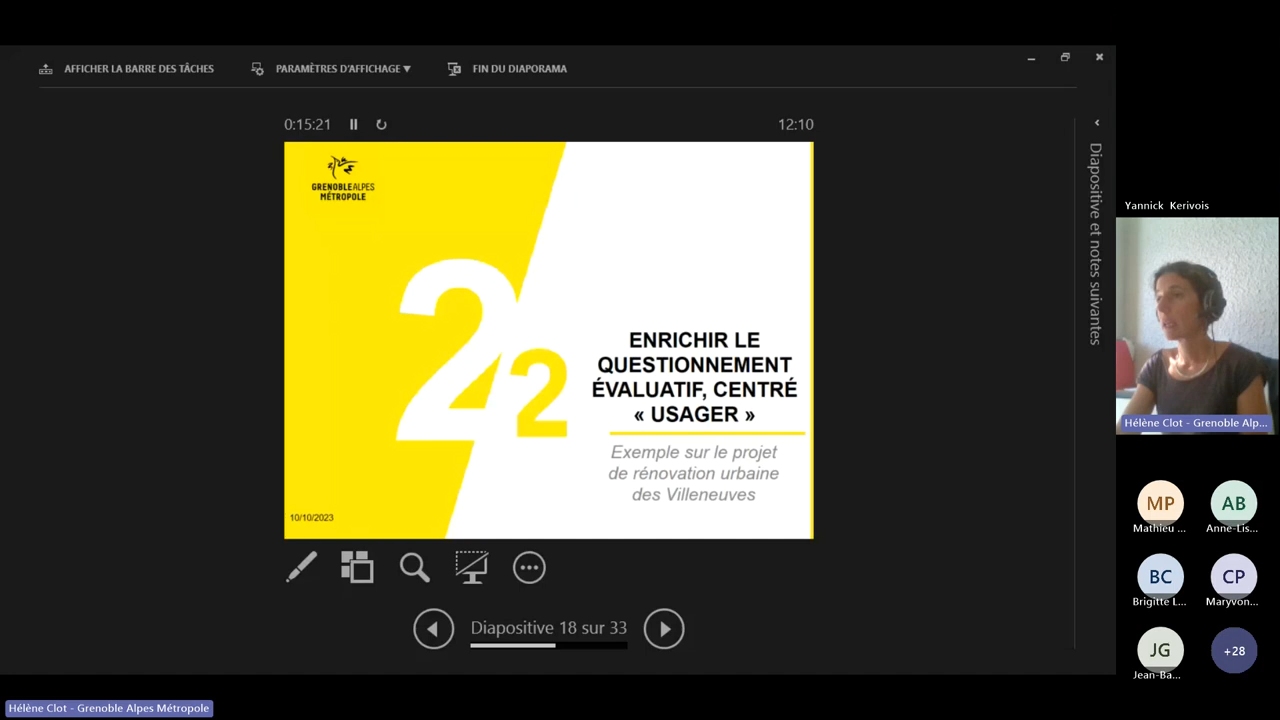 AFFICHER LA BARRE DES TÂCHES
PARAMÈTRES D'AFFICHAGE ▼
FIN DU DIAPORAMA
0:15:21
12:10
GRENOBLEALPES
MÉTROPOLE
2
2
ENRICHIR LE
QUESTIONNEMENT
ÉVALUATIF, CENTRÉ
« USAGER »
Exemple sur le projet
de rénovation urbaine
des Villeneuves
10/10/2023
Diapositive 18 sur 33
Diapositive et notes suivantes
Yannick Kerivois
Hélène Clot - Grenoble Alp...
MP
Mathieu ...
AB
Anne-Lis...
BC
Brigitte L...
CP
Maryvon...
JG
Jean-Ba...
+28
Hélène Clot - Grenoble Alpes Métropole